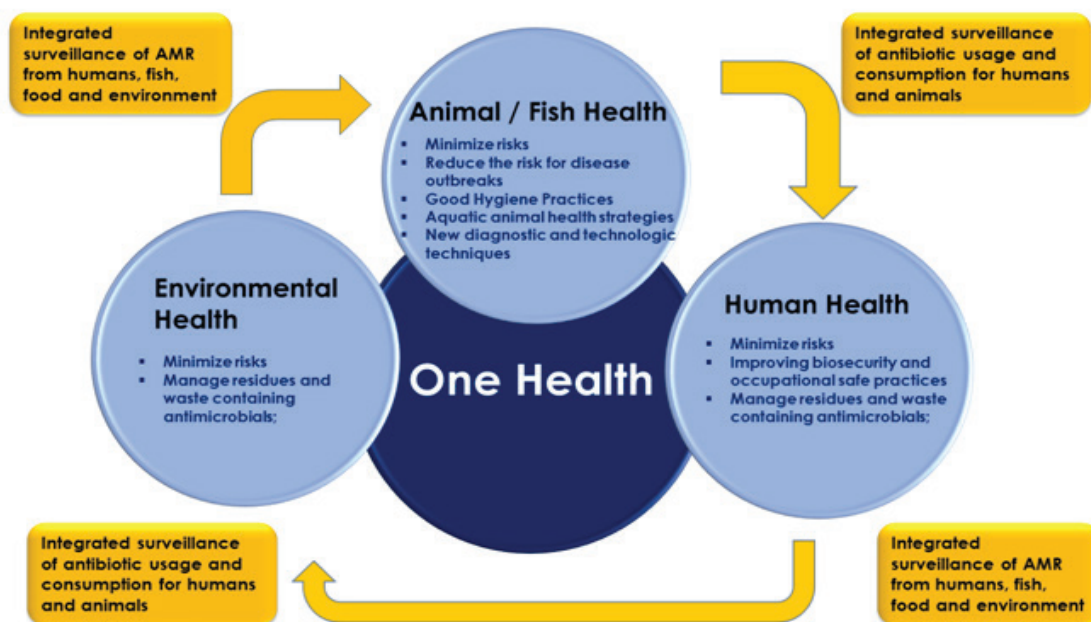 Integrated
surveillance of AMR
from humans, fish,
food and environment
Integrated surveillance
of antibiotic usage and
consumption for humans
and animals
Animal / Fish Health
▪ Minimize risks
▪ Reduce the risk for disease
outbreaks
▪ Good Hygiene Practices
▪ Aquatic animal health strategies
▪ New diagnostic and technologic
techniques
Environmental
Health
▪ Minimize risks
▪ Manage residues and
waste containing
antimicrobials;
One Health
Human Health
▪ Minimize risks
▪ Improving biosecurity and
occupational safe practices
▪ Manage residues and waste
containing antimicrobials;
Integrated surveillance
of antibiotic usage and
consumption for humans
and animals
Integrated
surveillance of AMR
from humans, fish,
food and environment